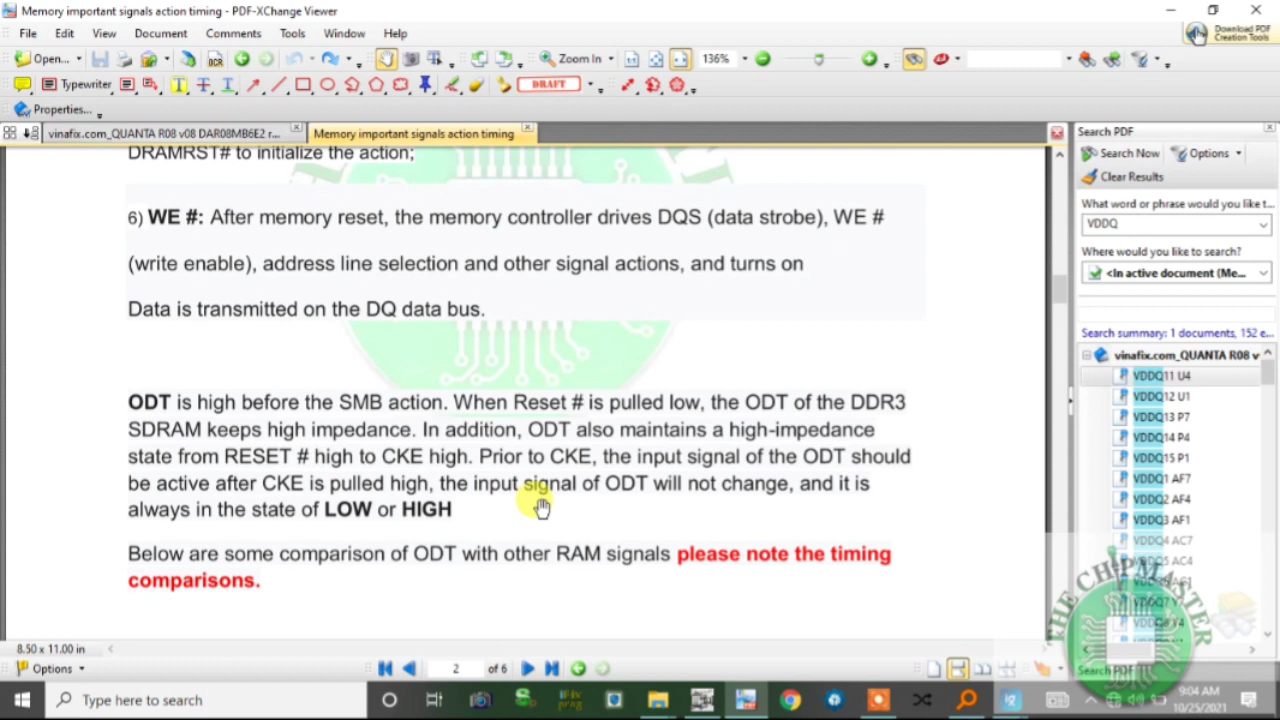 Memory important signals action timing - PDF-XChange Viewer
File Edit View Document Comments Tools Window Help
Download PDF
Creation Tools
Open... OCR Zoom In 136%
Typewriter DRAFT
Properties...
vinafix.com_QUANTA R08 v08 DAR08MB6E2 r... Memory important signals action timing
DRAMRST# to initialize the action;
6) WE #: After memory reset, the memory controller drives DQS (data strobe), WE #
(write enable), address line selection and other signal actions, and turns on
Data is transmitted on the DQ data bus.
ODT is high before the SMB action. When Reset # is pulled low, the ODT of the DDR3
SDRAM keeps high impedance. In addition, ODT also maintains a high-impedance
state from RESET # high to CKE high. Prior to CKE, the input signal of the ODT should
be active after CKE is pulled high, the input signal of ODT will not change, and it is
always in the state of LOW or HIGH
Below are some comparison of ODT with other RAM signals please note the timing
comparisons.
8.50 x 11.00 in
Options 2 of 6
Search PDF
Search Now Options
Clear Results
What word or phrase would you like t...
VDDQ
Where would you like to search?
<In active document (Me...
Search summary: 1 documents, 152 e...
vinafix.com_QUANTA R08 v
VDDQ11 U4
VDDQ12 U1
VDDQ13 P7
VDDQ14 P4
VDDQ15 P1
VDDQ1 AF7
VDDQ2 AF4
VDDQ3 AF1
VDDQ4 AC7
THE CHIPMASTER
Search PDF
Type here to search
9:04 AM
10/25/2021